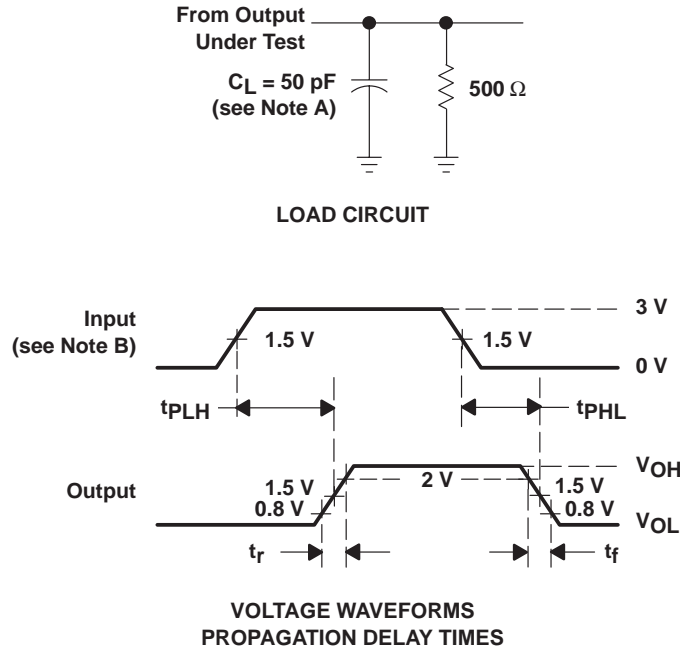 From Output
Under Test
CL = 50 pF
(see Note A)
500 Ω
LOAD CIRCUIT
Input
(see Note B)
1.5 V
1.5 V
3 V
0 V
tPLH
tPHL
Output
1.5 V
0.8 V
2 V
1.5 V
0.8 V
VOH
VOL
tr
tf
VOLTAGE WAVEFORMS
PROPAGATION DELAY TIMES